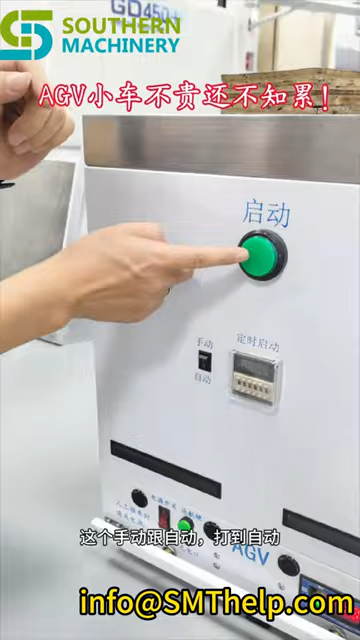 GD450
SOUTHERN
MACHINERY
AGV小车不贵还不知累!
启动
手动
定时启动
自动
这个手动跟自动，打到自动
AGV
info@SMThelp.com